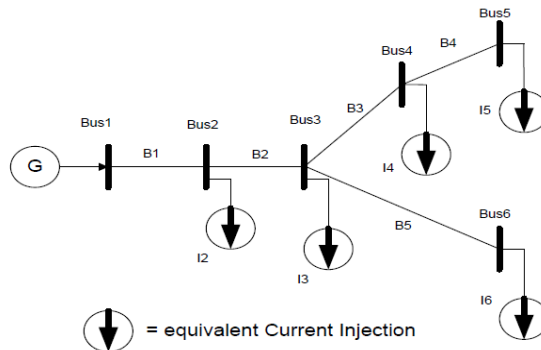 Bus5
Bus4
B4
Bus3
B3
I5
Bus2
Bus1
B1
B2
G
I4
B5
Bus6
I2
I3
I6
= equivalent Current Injection